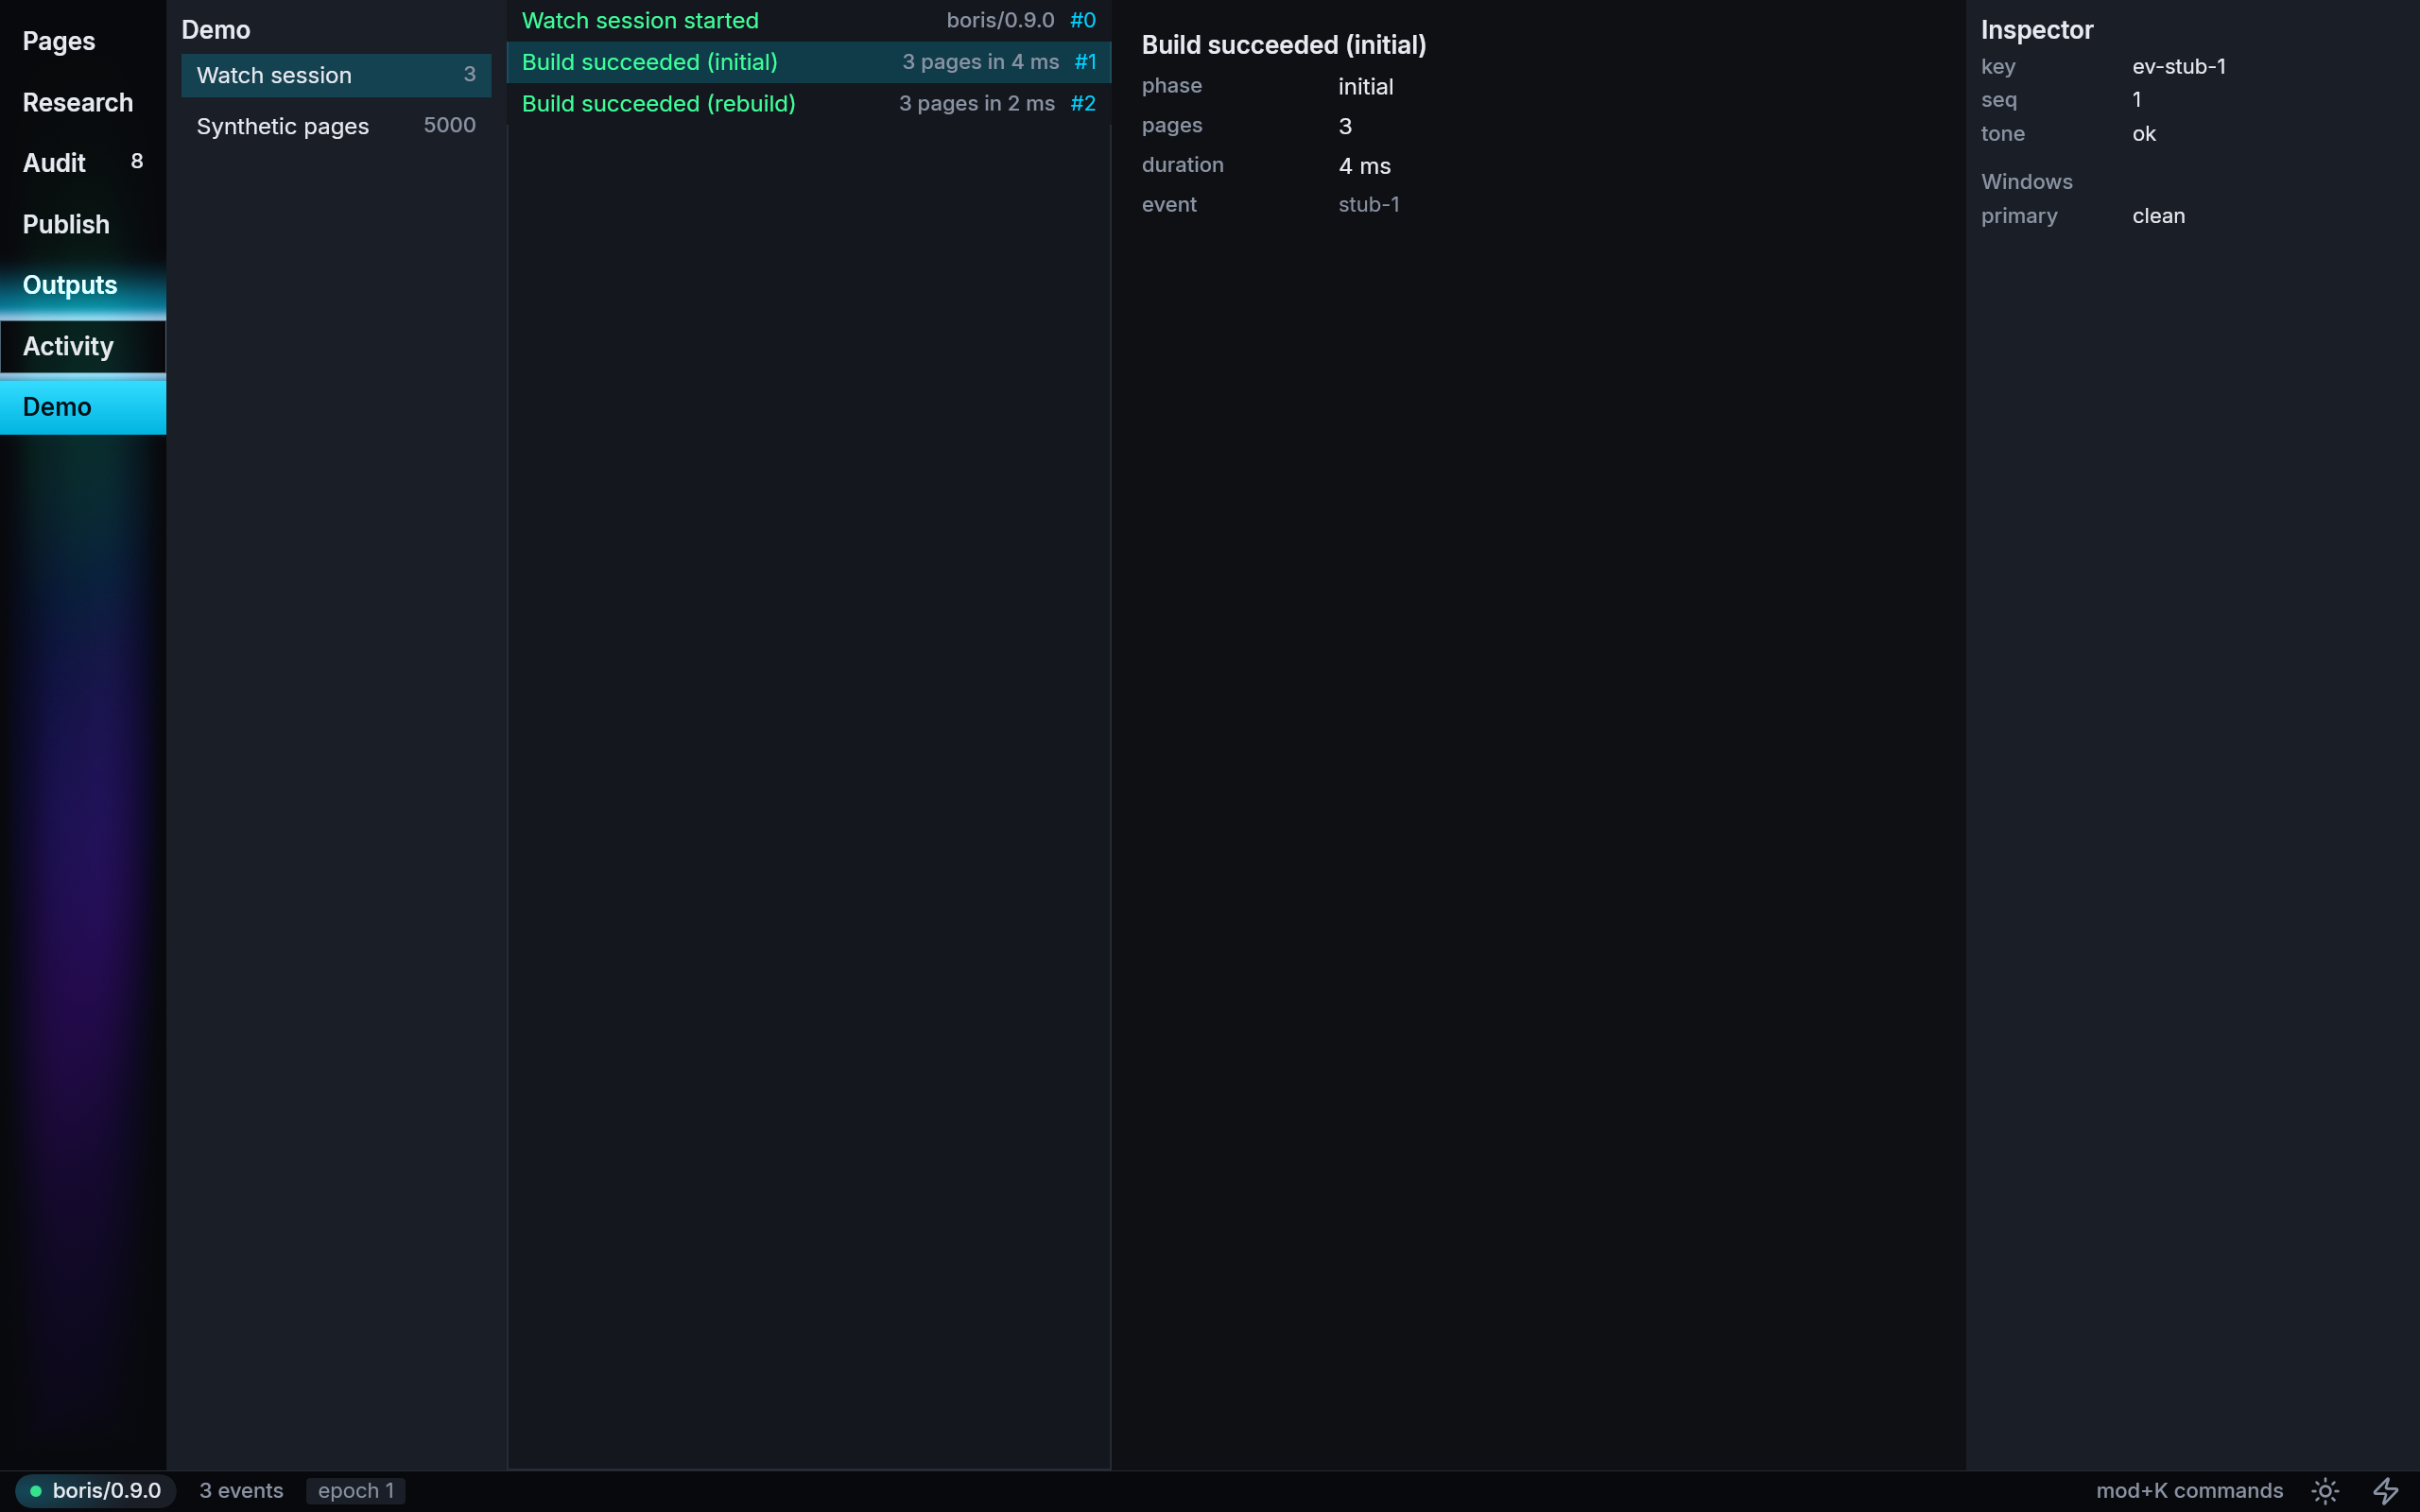 Pages
Research
Audit 8
Publish
Outputs
Activity
Demo
Demo
Watch session 3
Synthetic pages 5000
Watch session started boris/0.9.0 #0
Build succeeded (initial) 3 pages in 4 ms #1
Build succeeded (rebuild) 3 pages in 2 ms #2
Build succeeded (initial)
phase initial
pages 3
duration 4 ms
event stub-1
Inspector
key ev-stub-1
seq 1
tone ok
Windows
primary clean
boris/0.9.0 3 events epoch 1 mod+K commands